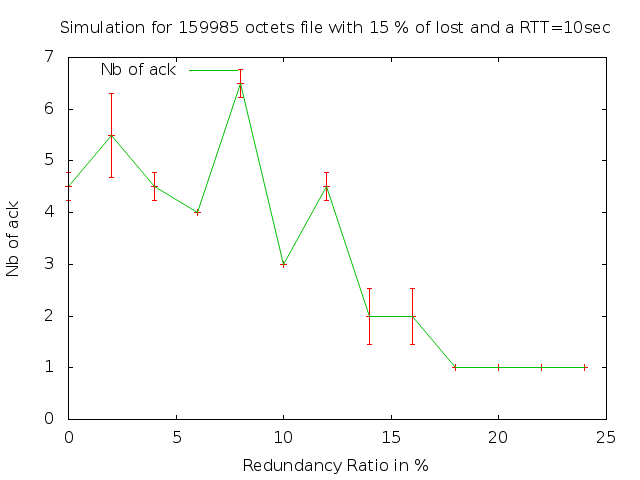 Simulation for 159985 octets file with 15 % of lost and a RTT=10sec
Nb of ack
7
6
5
4
3
2
1
0
Nb of ack
0 5 10 15 20 25
Redundancy Ratio in %